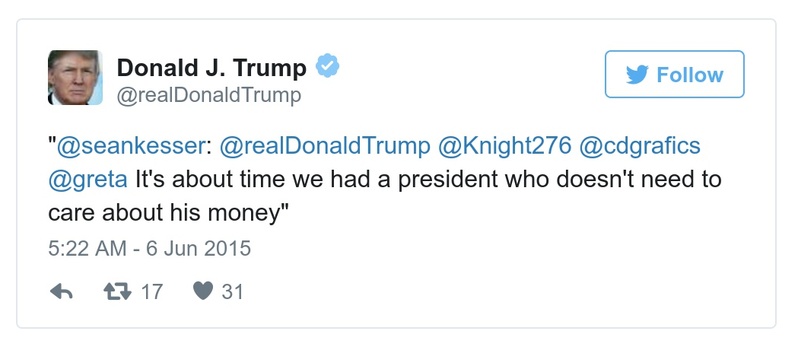 Donald J. Trump
Follow
@realDonaldTrump
"@seankesser: @realDonaldTrump @Knight276 @cdgrafics
@greta It's about time we had a president who doesn't need to
care about his money"
5:22 AM - 6 Jun 2015
17 31